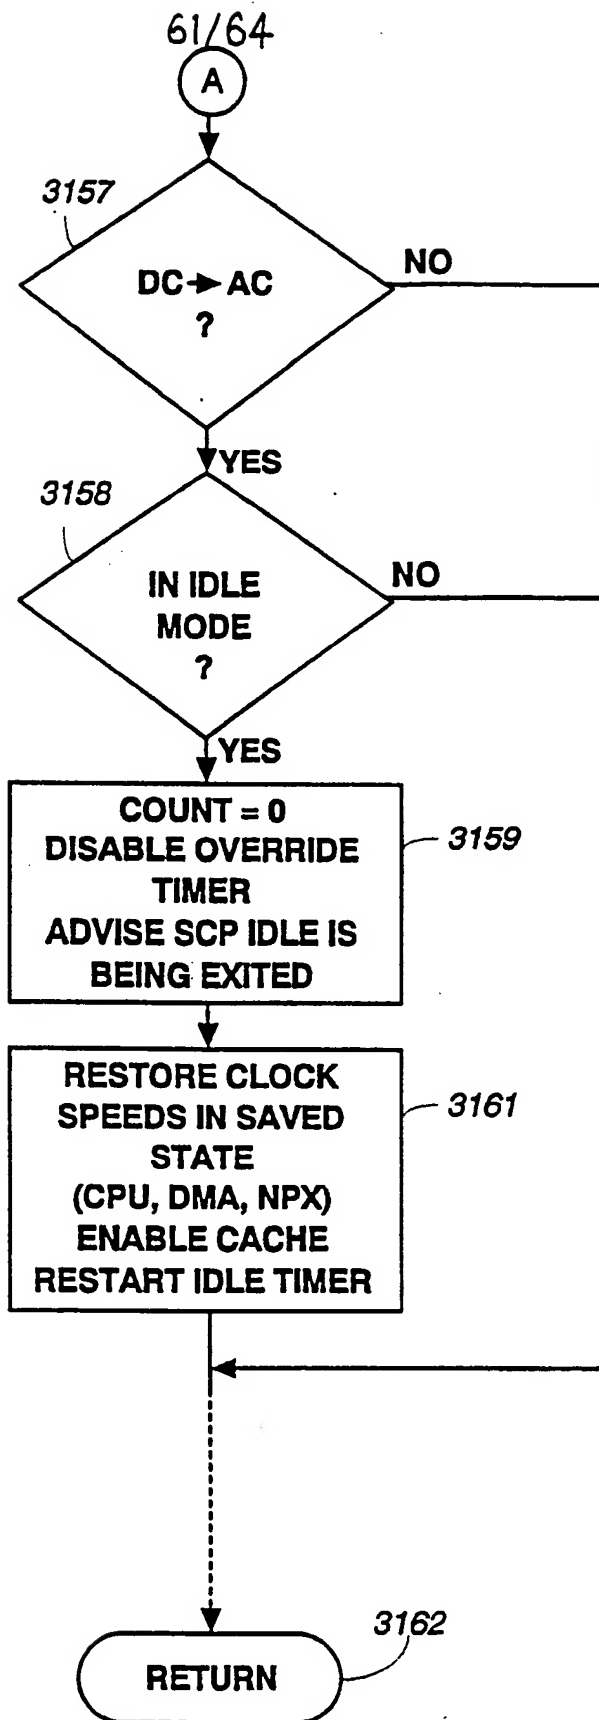 61/64
A
3157
DC→AC
?
NO
YES
3158
IN IDLE
MODE
?
NO
YES
COUNT = 0
DISABLE OVERRIDE
TIMER
ADVISE SCP IDLE IS
BEING EXITED
3159
RESTORE CLOCK
SPEEDS IN SAVED
STATE
(CPU, DMA, NPX)
ENABLE CACHE
RESTART IDLE TIMER
3161
3162
RETURN